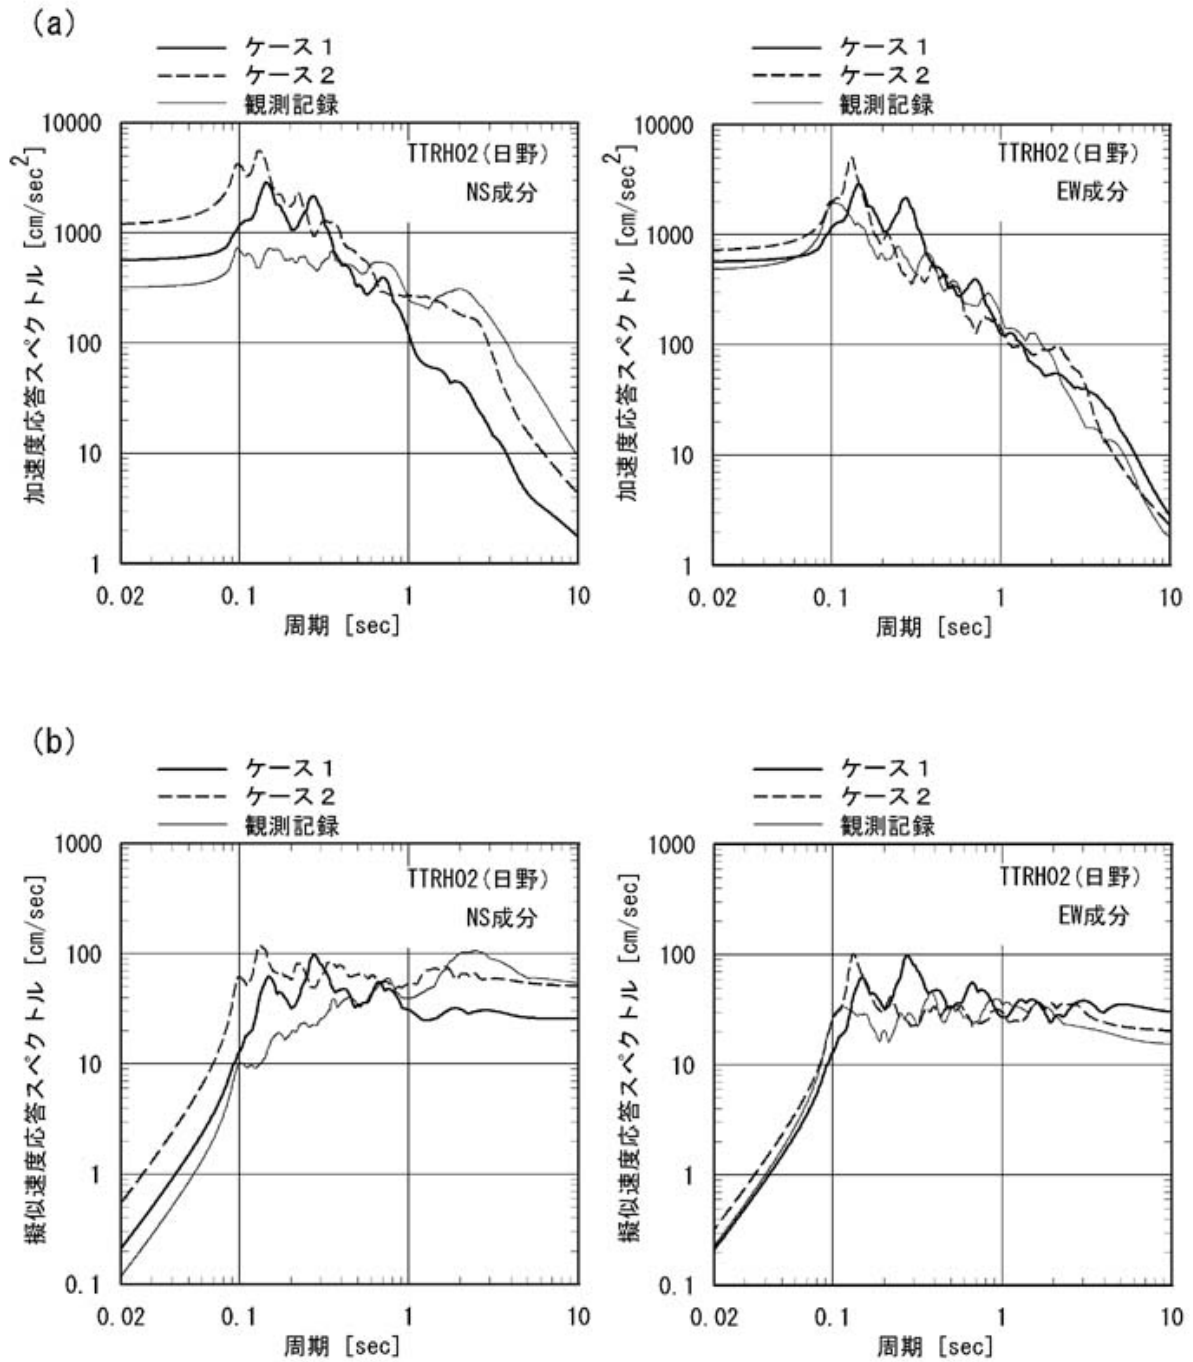 (a)
ケース1
ケース2
観測記録
10000
1000
100
10
1
加速度応答スペクトル [cm/sec²]
TTRH02(日野)
NS成分
0.02 0.1 1 10
周期 [sec]
ケース1
ケース2
観測記録
10000
1000
100
10
1
加速度応答スペクトル [cm/sec²]
TTRH02(日野)
EW成分
0.02 0.1 1 10
周期 [sec]
(b)
ケース1
ケース2
観測記録
1000
100
10
1
0.1
擬似速度応答スペクトル [cm/sec]
TTRH02(日野)
NS成分
0.02 0.1 1 10
周期 [sec]
ケース1
ケース2
観測記録
1000
100
10
1
0.1
擬似速度応答スペクトル [cm/sec]
TTRH02(日野)
EW成分
0.02 0.1 1 10
周期 [sec]